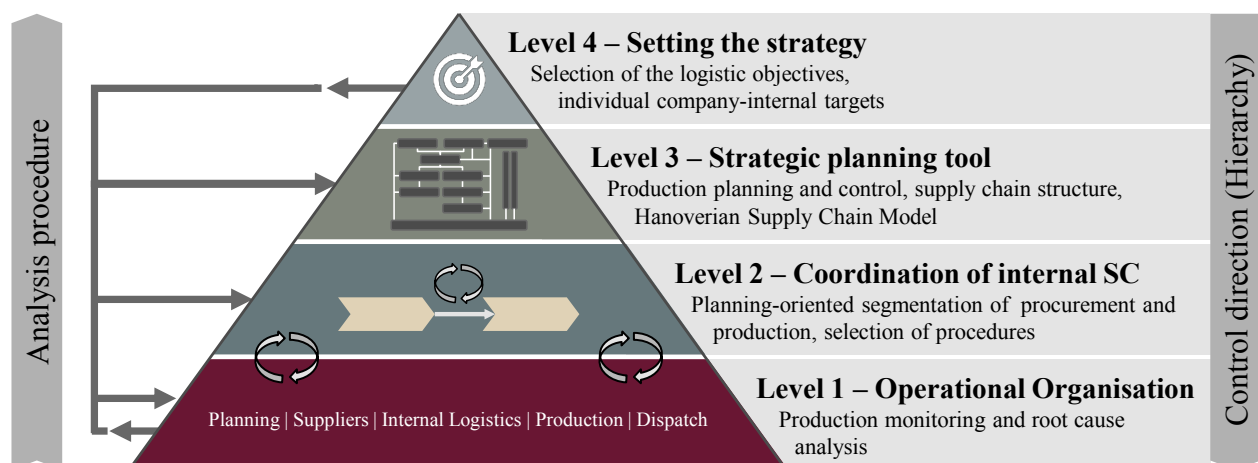 Analysis procedure
Level 4 – Setting the strategy
Selection of the logistic objectives,
individual company-internal targets
Level 3 – Strategic planning tool
Production planning and control, supply chain structure,
Hanoverian Supply Chain Model
Level 2 – Coordination of internal SC
Planning-oriented segmentation of procurement and
production, selection of procedures
Level 1 – Operational Organisation
Production monitoring and root cause
analysis
Planning | Suppliers | Internal Logistics | Production | Dispatch
Control direction (Hierarchy)